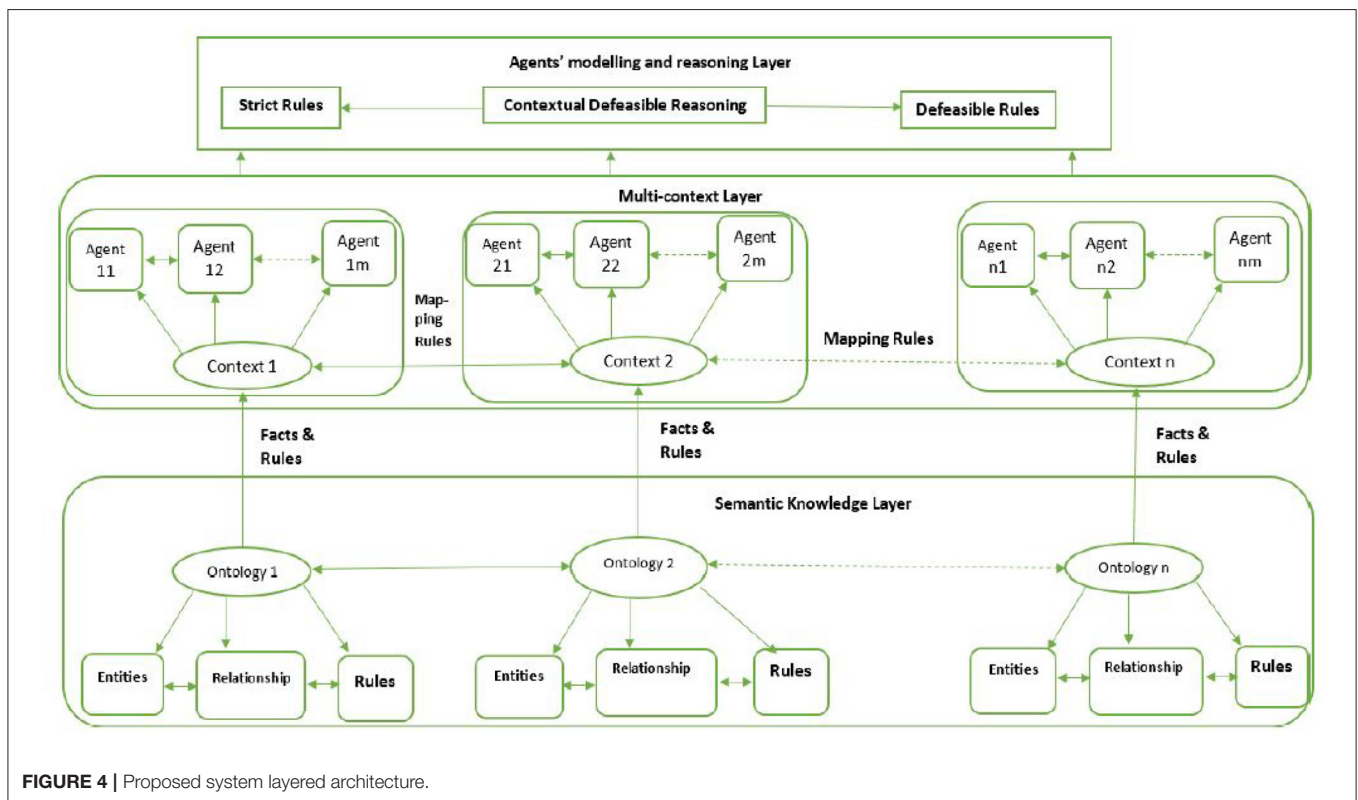 Agents' modelling and reasoning Layer
Strict Rules
Contextual Defeasible Reasoning
Defeasible Rules
Multi-context Layer
Agent
11
Agent
12
Agent
1m
Agent
21
Agent
22
Agent
2m
Agent
n1
Agent
n2
Agent
nm
Map-
ping
Rules
Mapping Rules
Context 1
Context 2
Context n
Facts &
Rules
Facts &
Rules
Facts &
Rules
Semantic Knowledge Layer
Ontology 1
Ontology 2
Ontology n
Entities
Relationship
Rules
Entities
Relationship
Rules
Entities
Relationship
Rules
FIGURE 4 | Proposed system layered architecture.